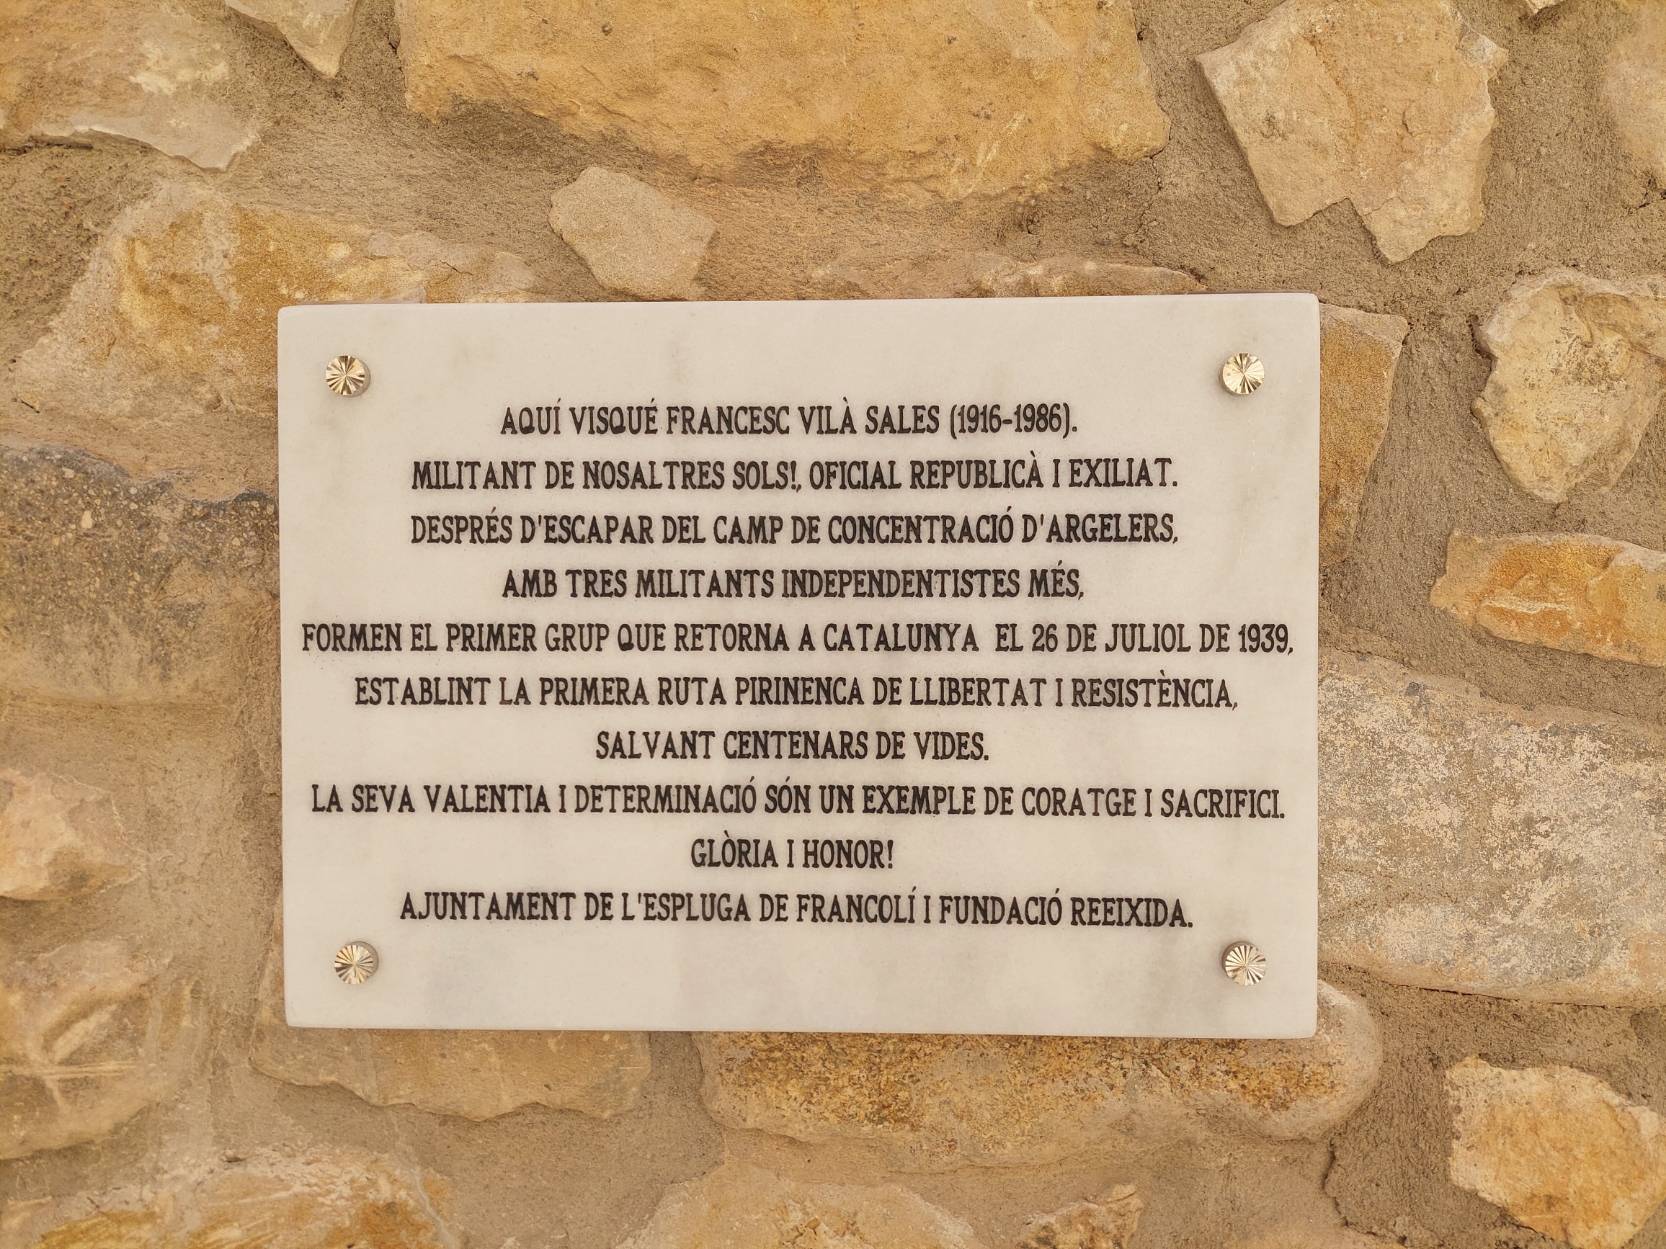 AQUÍ VISQUÉ FRANCESC VILÀ SALES (1916-1986).
MILITANT DE NOSALTRES SOLS!, OFICIAL REPUBLICÀ I EXILIAT.
DESPRÉS D'ESCAPAR DEL CAMP DE CONCENTRACIÓ D'ARGELERS,
AMB TRES MILITANTS INDEPENDENTISTES MÉS,
FORMEN EL PRIMER GRUP QUE RETORNA A CATALUNYA EL 26 DE JULIOL DE 1939,
ESTABLINT LA PRIMERA RUTA PIRINENCA DE LLIBERTAT I RESISTÈNCIA,
SALVANT CENTENARS DE VIDES.
LA SEVA VALENTIA I DETERMINACIÓ SÓN UN EXEMPLE DE CORATGE I SACRIFICI.
GLÒRIA I HONOR!
AJUNTAMENT DE L'ESPLUGA DE FRANCOLÍ I FUNDACIÓ REEIXIDA.